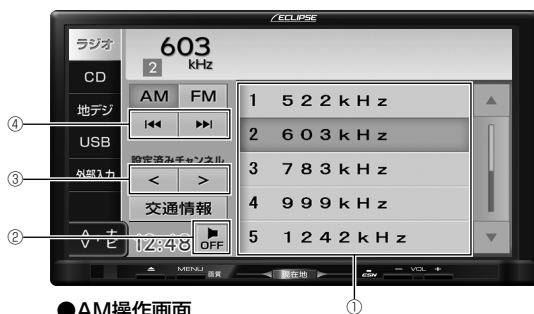 ECLIPSE
ラジオ
CD
地デジ
USB
外部入力
603
2 kHz
AM FM
設定済みチャンネル
< >
交通情報
12:48
OFF
1 522kHz
2 603kHz
3 783kHz
4 999kHz
5 1242kHz
MENU
画質
現在地
ESN
− VOL +
④
③
②
①
●AM操作画面